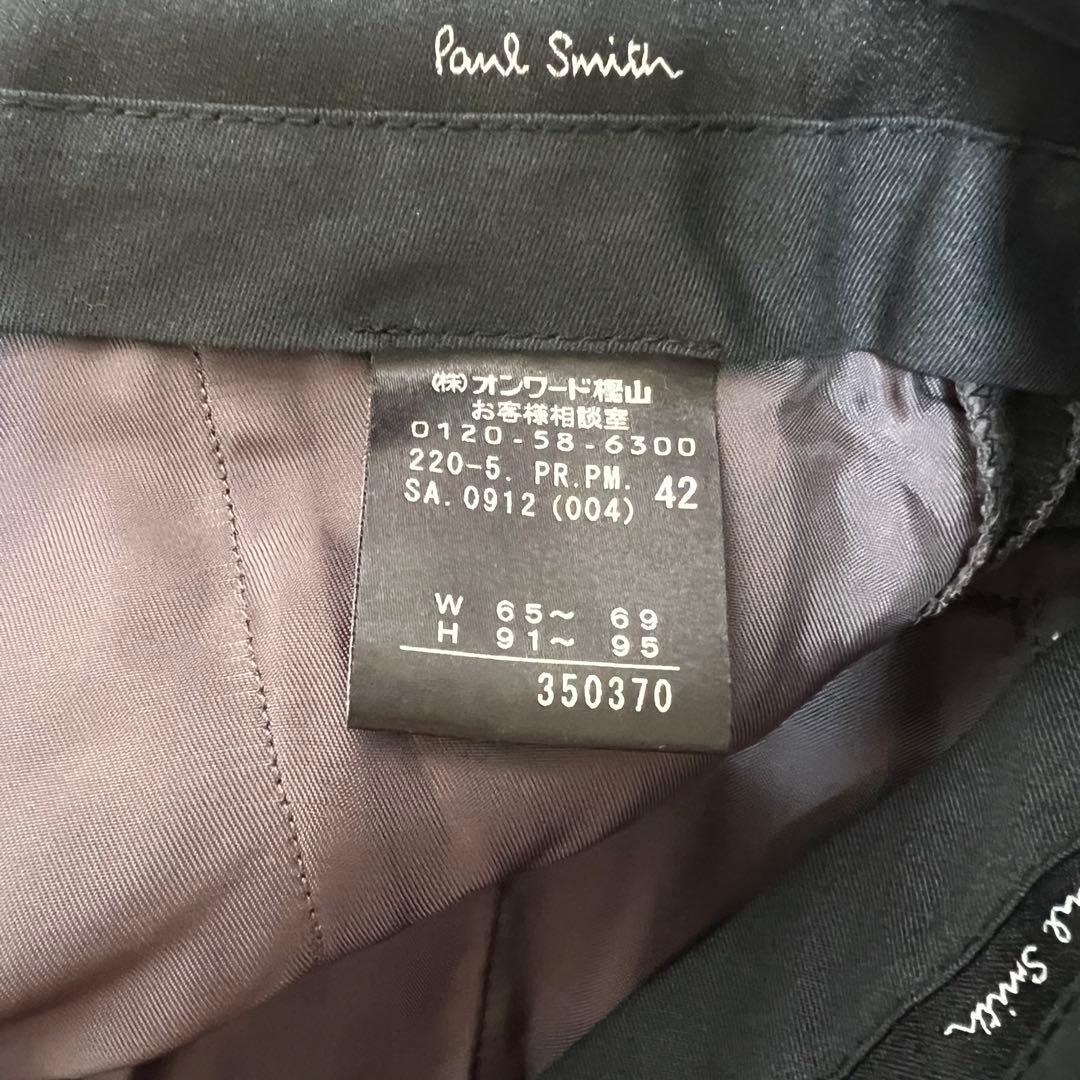 Paul Smith
(株)オンワード樫山
お客様相談室
0120-58-6300
220-5. PR.PM. 42
SA.0912(004)
W 65～ 69
H 91～ 95
350370
Smith